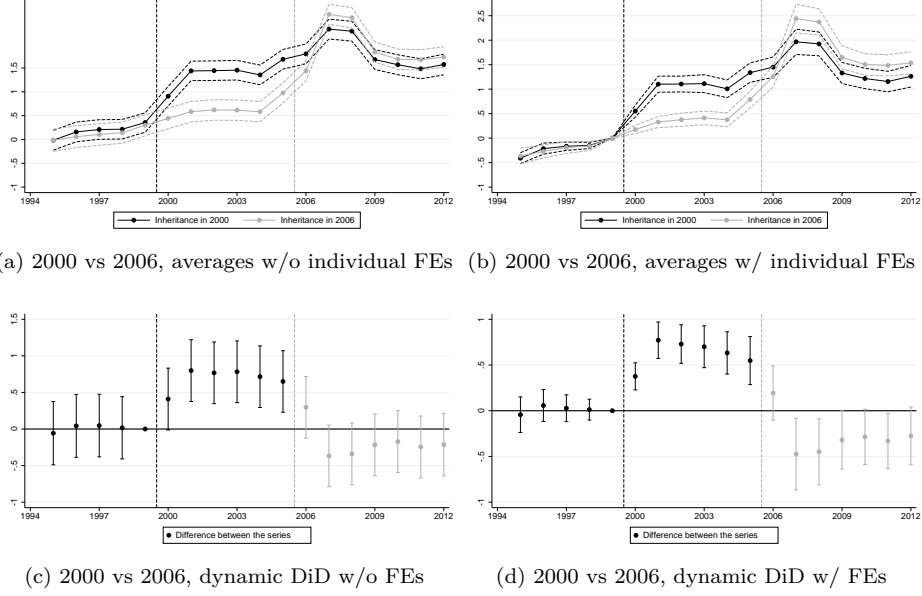 1.5
1
.5
0
-.5
-1
1994 1997 2000 2003 2006 2009 2012
Inheritance in 2000 Inheritance in 2006
2.5
2
1.5
1
.5
0
-.5
-1
1994 1997 2000 2003 2006 2009 2012
Inheritance in 2000 Inheritance in 2006
a) 2000 vs 2006, averages w/o individual FEs
(b) 2000 vs 2006, averages w/ individual FEs
1.5
1
.5
0
-.5
-1
1994 1997 2000 2003 2006 2009 2012
Difference between the series
1
.5
0
-.5
-1
1994 1997 2000 2003 2006 2009 2012
Difference between the series
(c) 2000 vs 2006, dynamic DiD w/o FEs
(d) 2000 vs 2006, dynamic DiD w/ FEs